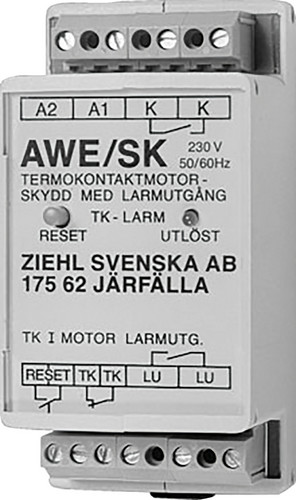 A2 A1 K K
AWE/SK 230 V
50/60Hz
TERMOKONTAKTMOTOR-
SKYDD MED LARMUTGÅNG
TK - LARM
RESET UTLÖST
ZIEHL SVENSKA AB
175 62 JÄRFÄLLA
TK I MOTOR LARMUTG.
RESET TK TK LU LU